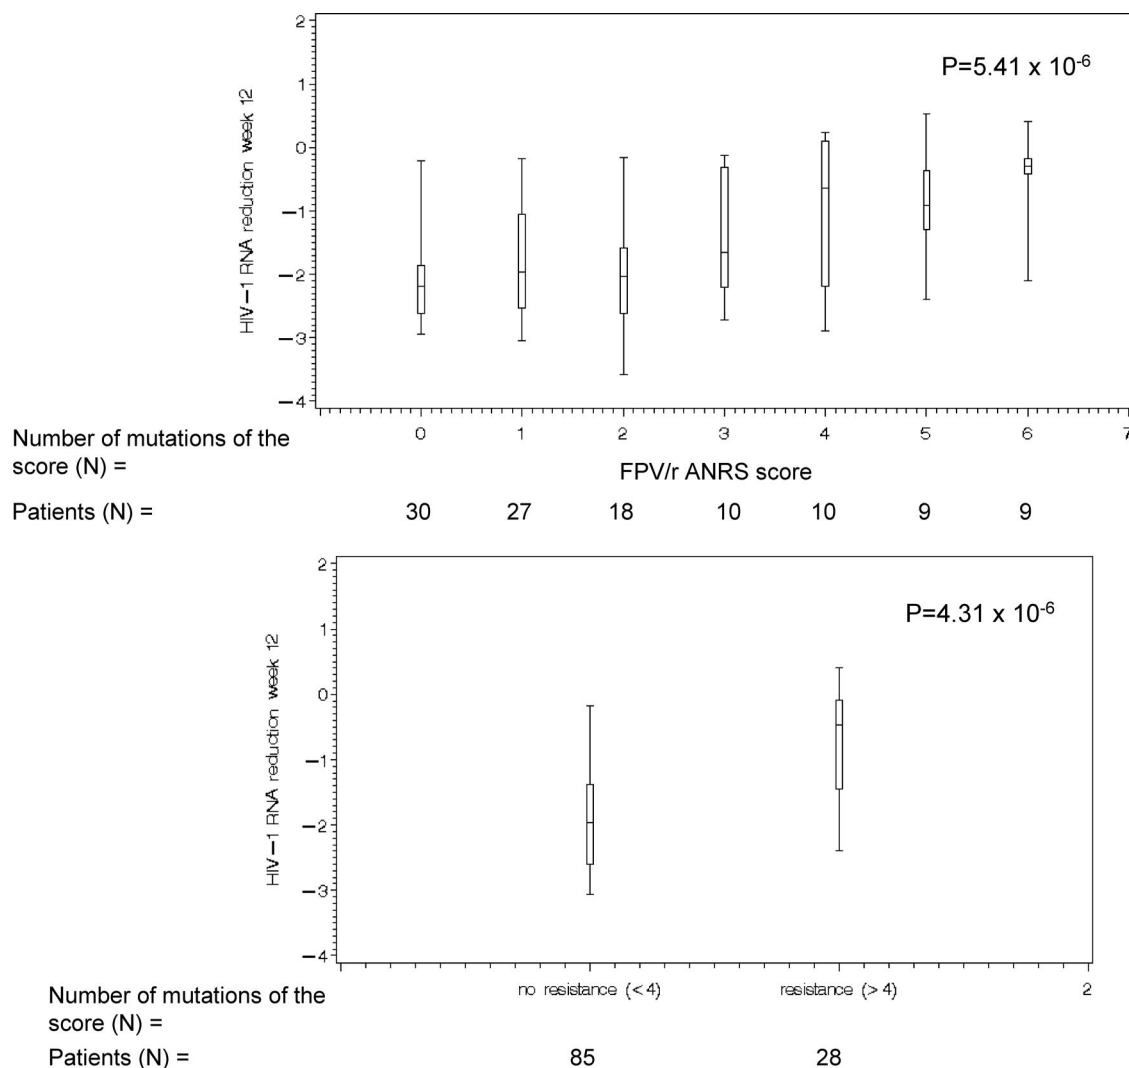 2
P=5.41 x 10-6
1
0
−1
−2
−3
−4
HIV−1 RNA reduction week 12
0 1 2 3 4 5 6 7
Number of mutations of the
score (N) =
FPV/r ANRS score
Patients (N) = 30 27 18 10 10 9 9
2
P=4.31 x 10-6
1
0
−1
−2
−3
−4
HIV−1 RNA reduction week 12
no resistance (<4) resistance (>4) 2
Number of mutations of the
score (N) =
Patients (N) = 85 28